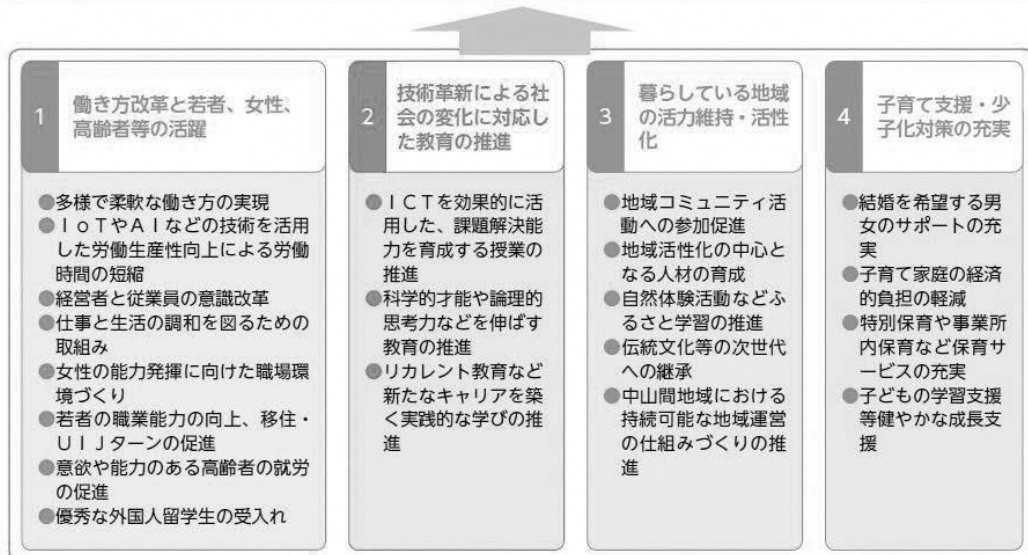 1
働き方改革と若者、女性、
高齢者等の活躍
●多様で柔軟な働き方の実現
●ＩｏＴやＡＩなどの技術を活用
した労働生産性向上による労働
時間の短縮
●経営者と従業員の意識改革
●仕事と生活の調和を図るための
取組み
●女性の能力発揮に向けた職場環
境づくり
●若者の職業能力の向上、移住・
ＵＩＪターンの促進
●意欲や能力のある高齢者の就労
の促進
●優秀な外国人留学生の受入れ
2
技術革新による社
会の変化に対応し
た教育の推進
●ＩＣＴを効果的に活
用した、課題解決能
力を育成する授業の
推進
●科学的才能や論理的
思考力などを伸ばす
教育の推進
●リカレント教育など
新たなキャリアを築
く実践的な学びの推
進
3
暮らしている地域
の活力維持・活性
化
●地域コミュニティ活
動への参加促進
●地域活性化の中心と
なる人材の育成
●自然体験活動などふ
るさと学習の推進
●伝統文化等の次世代
への継承
●中山間地域における
持続可能な地域運営
の仕組みづくりの推
進
4
子育て支援・少
子化対策の充実
●結婚を希望する男
女のサポートの充
実
●子育て家庭の経済
的負担の軽減
●特別保育や事業所
内保育など保育サ
ービスの充実
●子どもの学習支援
等健やかな成長支
援